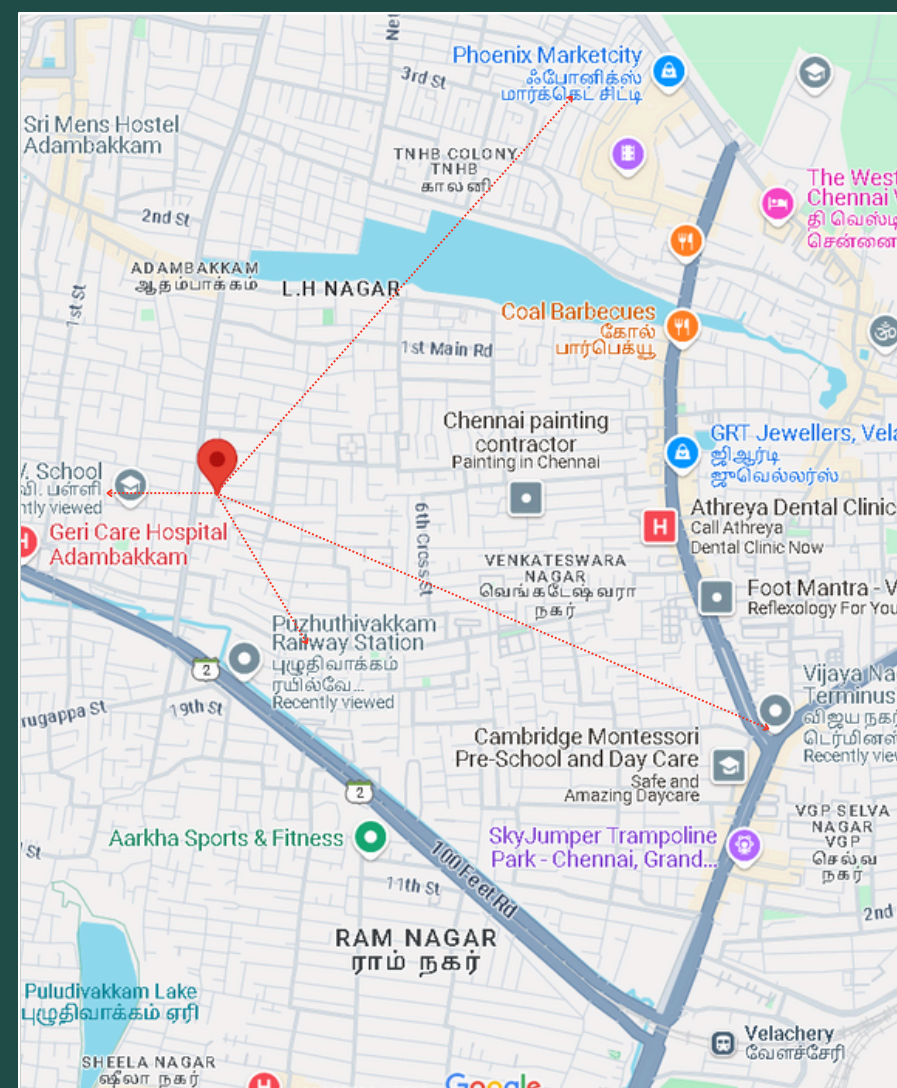 Phoenix Marketcity
ஃபோனிக்ஸ்
மார்க்கெட் சிட்டி
3rd St
Sri Mens Hostel
Adambakkam
TNHB COLONY
TNHB
காலனி
The West
Chennai V
தி வெஸ்டி
சென்னை
2nd St
ADAMBAKKAM
ஆதம்பாக்கம்
L.H NAGAR
1st St
Coal Barbecues
கோல்
பார்பெக்யூ
1st Main Rd
Chennai painting
contractor
Painting in Chennai
GRT Jewellers, Vela
ஜிஆர்டி
ஜுவெல்லர்ஸ்
/. School
வி. பள்ளி
ntly viewed
Geri Care Hospital
Adambakkam
6th Cross St
Athreya Dental Clinic
Call Athreya
Dental Clinic Now
VENKATESWARA
NAGAR
வெங்கடேஷ்வரா
நகர்
Foot Mantra - V
Reflexology For You
Puzhuthivakkam
Railway Station
புழுதிவாக்கம்
ரயில்வே...
Recently viewed
2
Vijaya Na
Terminus
விஜய நகர்
டெர்மினஸ்
Recently view
rugappa St
19th St
Cambridge Montessori
Pre-School and Day Care
Safe and
Amazing Daycare
2
VGP SELVA
NAGAR
VGP
செல்வ
நகர்
Aarkha Sports & Fitness
SkyJumper Trampoline
Park - Chennai, Grand...
St
100 Feet Rd
11th St
2nd
RAM NAGAR
ராம் நகர்
Puludivakkam Lake
புழுதிவாக்கம் ஏரி
Velachery
வேளச்சேரி
SHEELA NAGAR
ஷீலா நகர்
Google